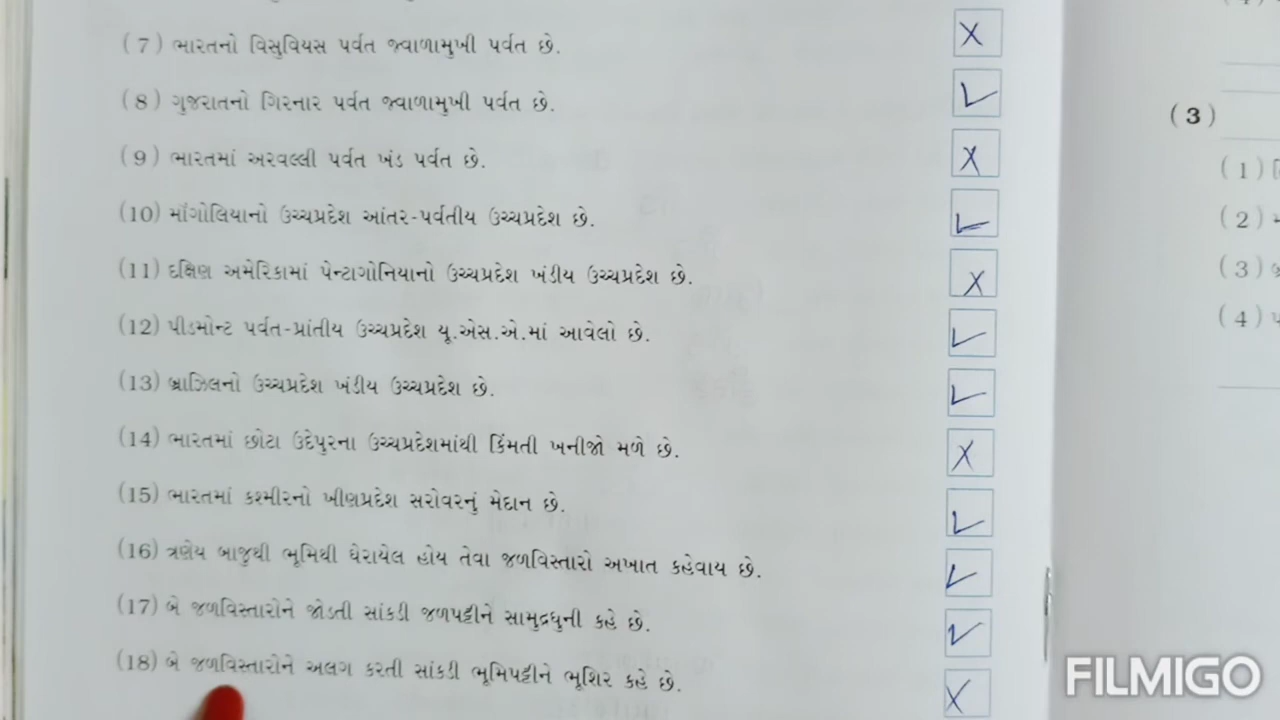 (7) ભારતનો વિસુવિયસ પર્વત જ્વાળામુખી પર્વત છે. X
(8) ગુજરાતનો ગિરનાર પર્વત જ્વાળામુખી પર્વત છે. ✓
(9) ભારતમાં અરવલ્લી પર્વત ખંડ પર્વત છે. X
(10) મોંગોલિયાનો ઉચ્ચપ્રદેશ આંતર-પર્વતીય ઉચ્ચપ્રદેશ છે. ✓
(11) દક્ષિણ અમેરિકામાં પેન્ટાગોનિયાનો ઉચ્ચપ્રદેશ ખંડીય ઉચ્ચપ્રદેશ છે. X
(12) પીડમોન્ટ પર્વત-પ્રાંતીય ઉચ્ચપ્રદેશ યૂ.એસ.એ.માં આવેલો છે. ✓
(13) બ્રાઝિલનો ઉચ્ચપ્રદેશ ખંડીય ઉચ્ચપ્રદેશ છે. ✓
(14) ભારતમાં છોટા ઉદેપુરના ઉચ્ચપ્રદેશમાંથી કિંમતી ખનીજો મળે છે. X
(15) ભારતમાં કશ્મીરનો ખીણપ્રદેશ સરોવરનું મેદાન છે. ✓
(16) ત્રણેય બાજુથી ભૂમિથી ઘેરાયેલ હોય તેવા જળવિસ્તારો અખાત કહેવાય છે. ✓
(17) બે જળવિસ્તારોને જોડતી સાંકડી જળપટ્ટીને સામુદ્રધુની કહે છે. ✓
(18) બે જળવિસ્તારોને અલગ કરતી સાંકડી ભૂમિપટ્ટીને ભૂશિર કહે છે. X
(3)
(1)
(2)
(3)
(4)
FILMIGO